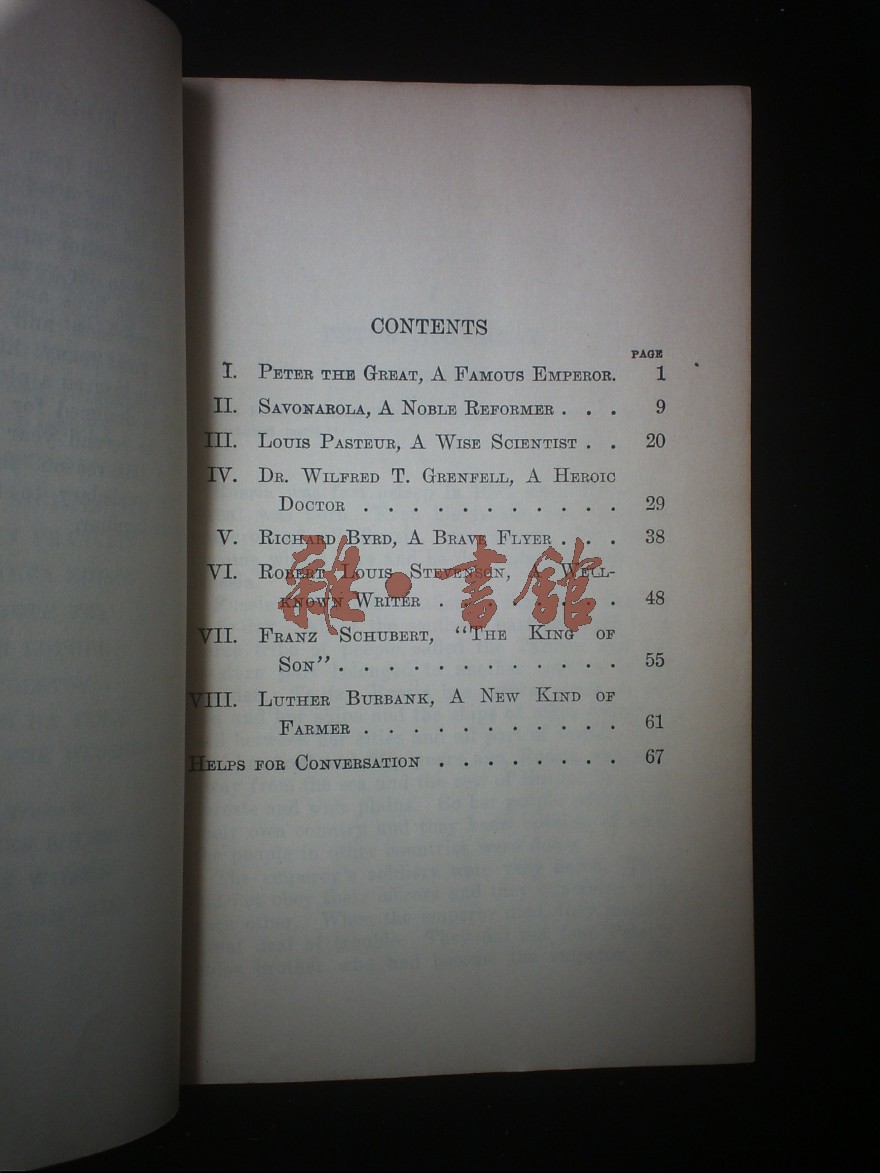 CONTENTS
PAGE
I. PETER THE GREAT, A FAMOUS EMPEROR. 1
II. SAVONAROLA, A NOBLE REFORMER . . . 9
III. LOUIS PASTEUR, A WISE SCIENTIST . . 20
IV. DR. WILFRED T. GRENFELL, A HEROIC
DOCTOR . . . . . . . . . . . 29
V. RICHARD BYRD, A BRAVE FLYER . . . 38
VI. ROBERT LOUIS STEVENSON, A WELL-
KNOWN WRITER . . . . . . . . 48
VII. FRANZ SCHUBERT, "THE KING OF
SON" . . . . . . . . . . . . 55
VIII. LUTHER BURBANK, A NEW KIND OF
FARMER . . . . . . . . . . . 61
HELPS FOR CONVERSATION . . . . . . . . 67
雜·書館